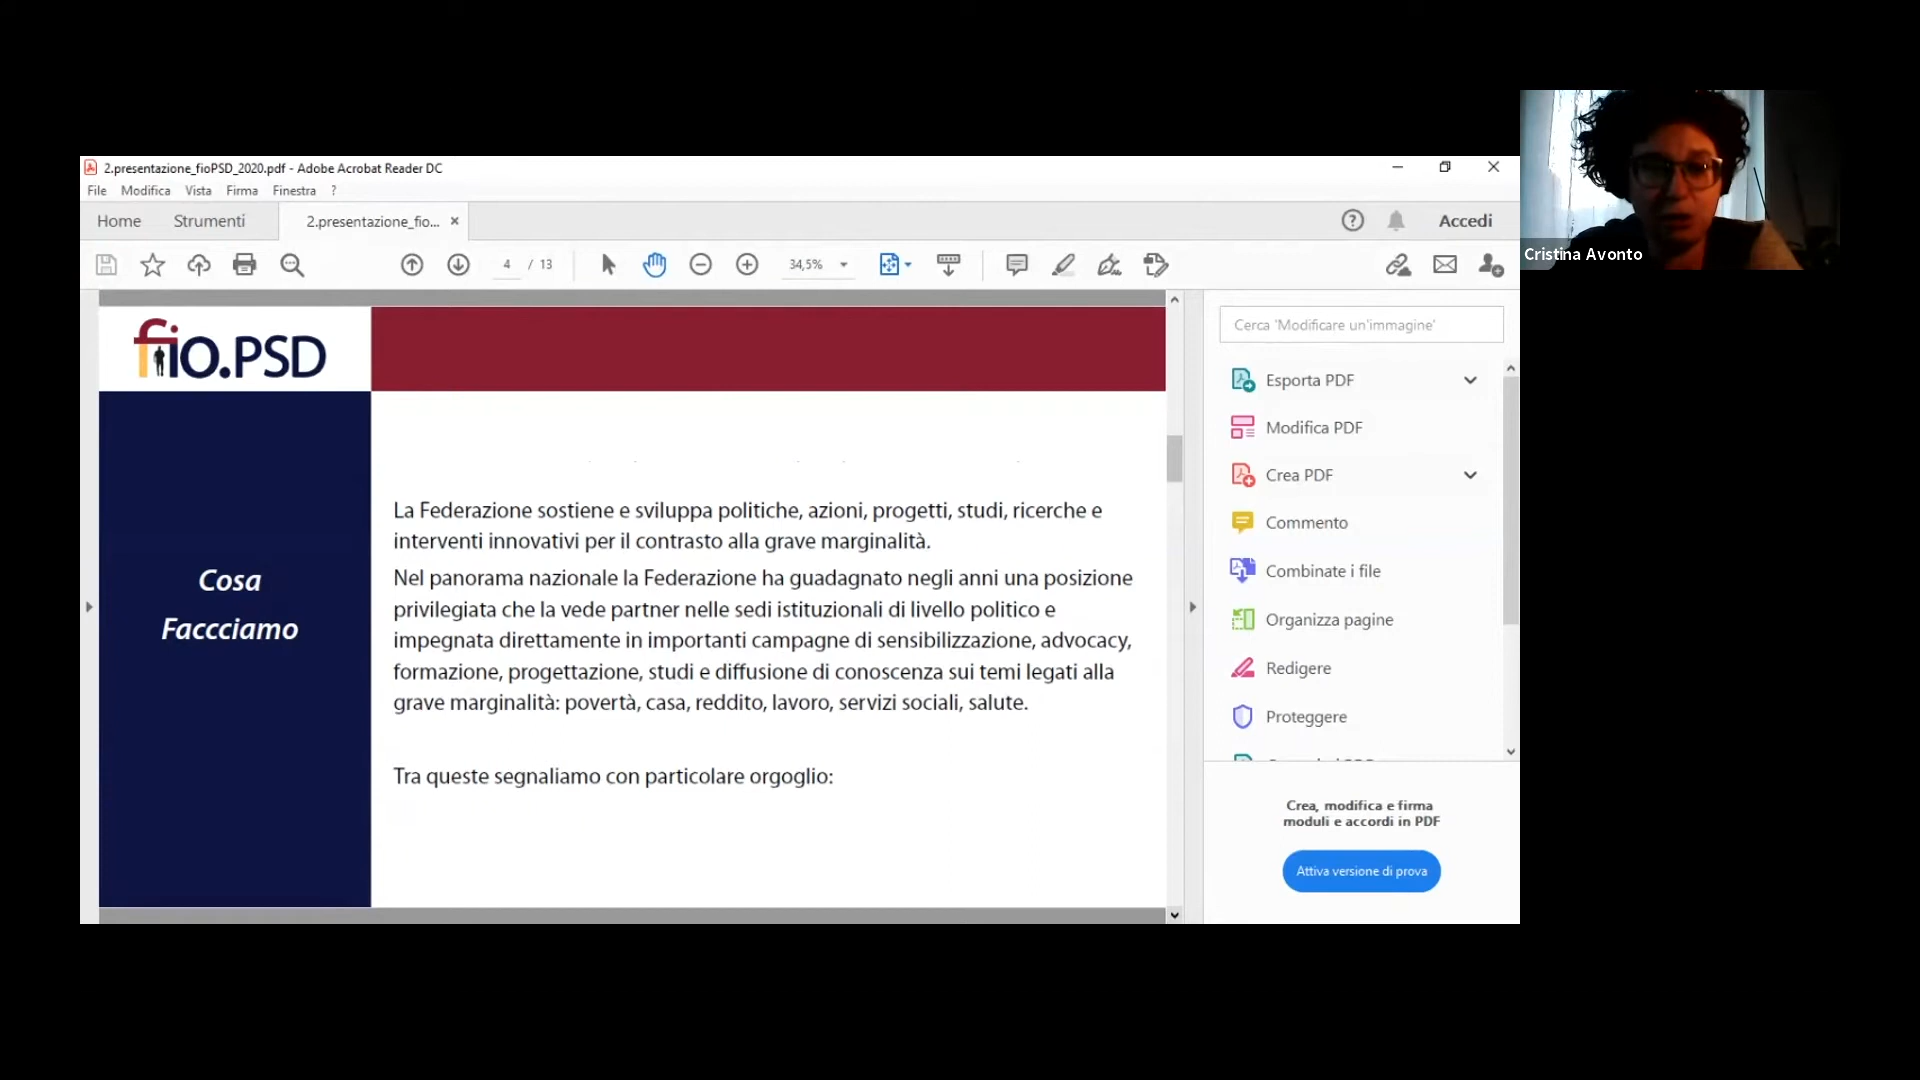 2.presentazione_fioPSD_2020.pdf - Adobe Acrobat Reader DC
File Modifica Vista Firma Finestra ?
Home Strumenti 2.presentazione_fio... × Accedi
4 / 13 34,5%
Cristina Avonto
fio.PSD
Cosa
Faccciamo
La Federazione sostiene e sviluppa politiche, azioni, progetti, studi, ricerche e
interventi innovativi per il contrasto alla grave marginalità.
Nel panorama nazionale la Federazione ha guadagnato negli anni una posizione
privilegiata che la vede partner nelle sedi istituzionali di livello politico e
impegnata direttamente in importanti campagne di sensibilizzazione, advocacy,
formazione, progettazione, studi e diffusione di conoscenza sui temi legati alla
grave marginalità: povertà, casa, reddito, lavoro, servizi sociali, salute.
Tra queste segnaliamo con particolare orgoglio:
Cerca 'Modificare un'immagine'
Esporta PDF
Modifica PDF
Crea PDF
Commento
Combinate i file
Organizza pagine
Redigere
Proteggere
Crea, modifica e firma
moduli e accordi in PDF
Attiva versione di prova